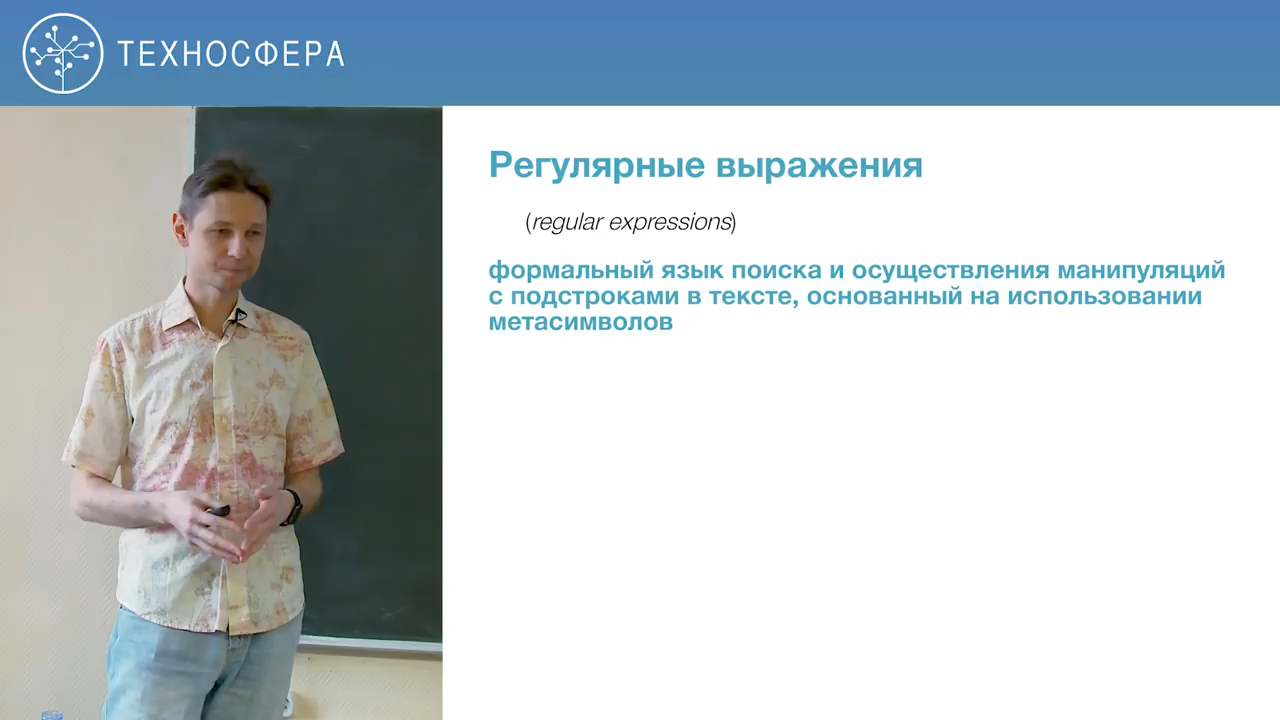 ТЕХНОСФЕРА
Регулярные выражения
(regular expressions)
формальный язык поиска и осуществления манипуляций
с подстроками в тексте, основанный на использовании
метасимволов